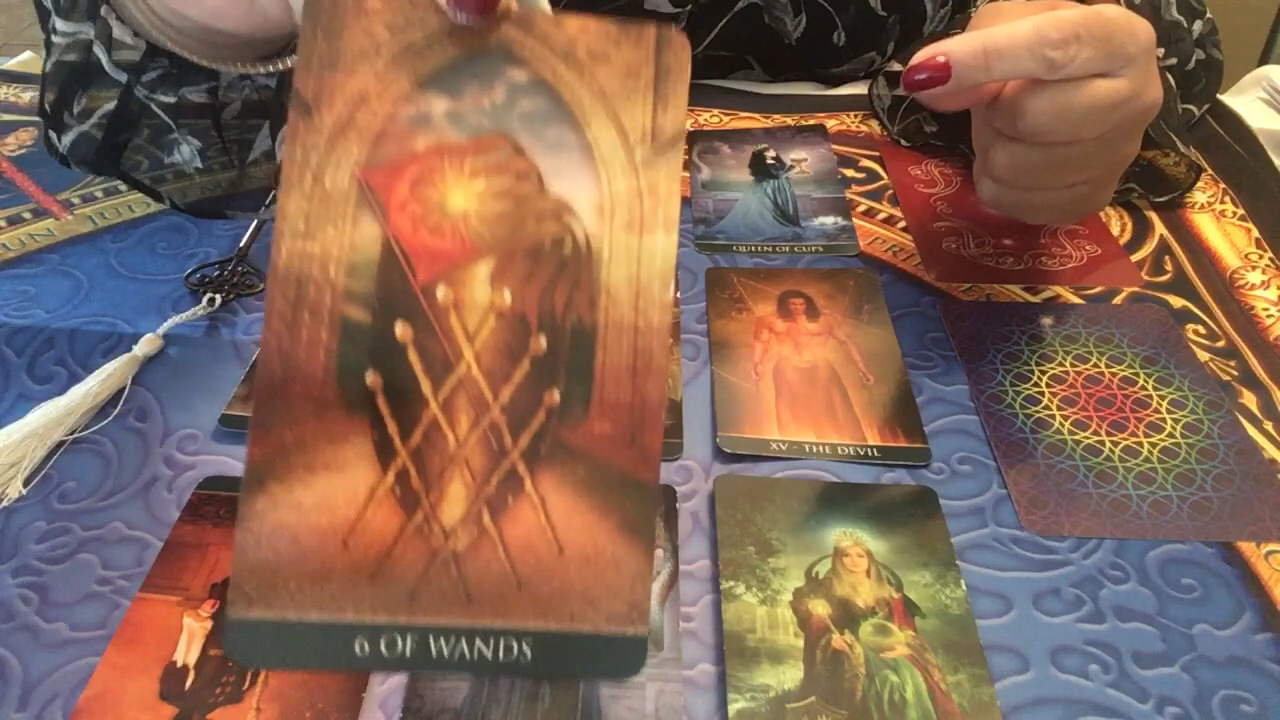 QUEEN OF CUPS
XV - THE DEVIL
6 OF WANDS